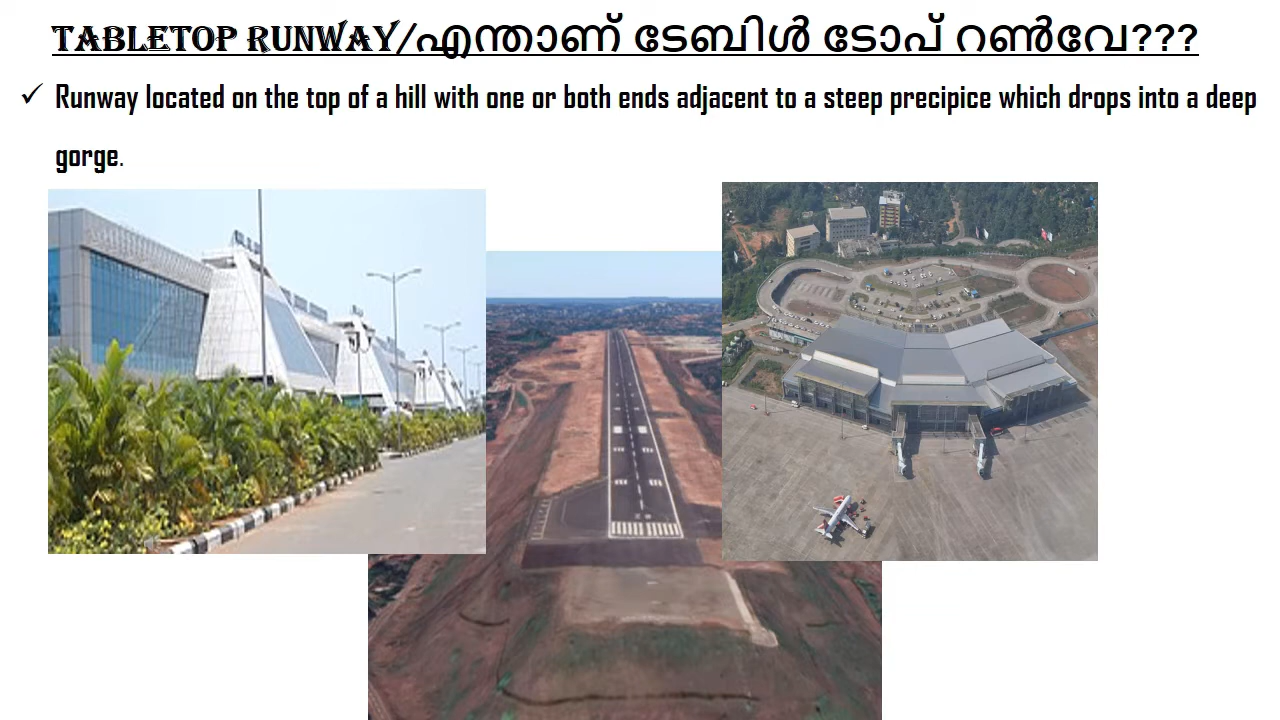 TABLETOP RUNWAY/എന്താണ് ടേബിൾ ടോപ് റൺവേ???
✓ Runway located on the top of a hill with one or both ends adjacent to a steep precipice which drops into a deep
gorge.